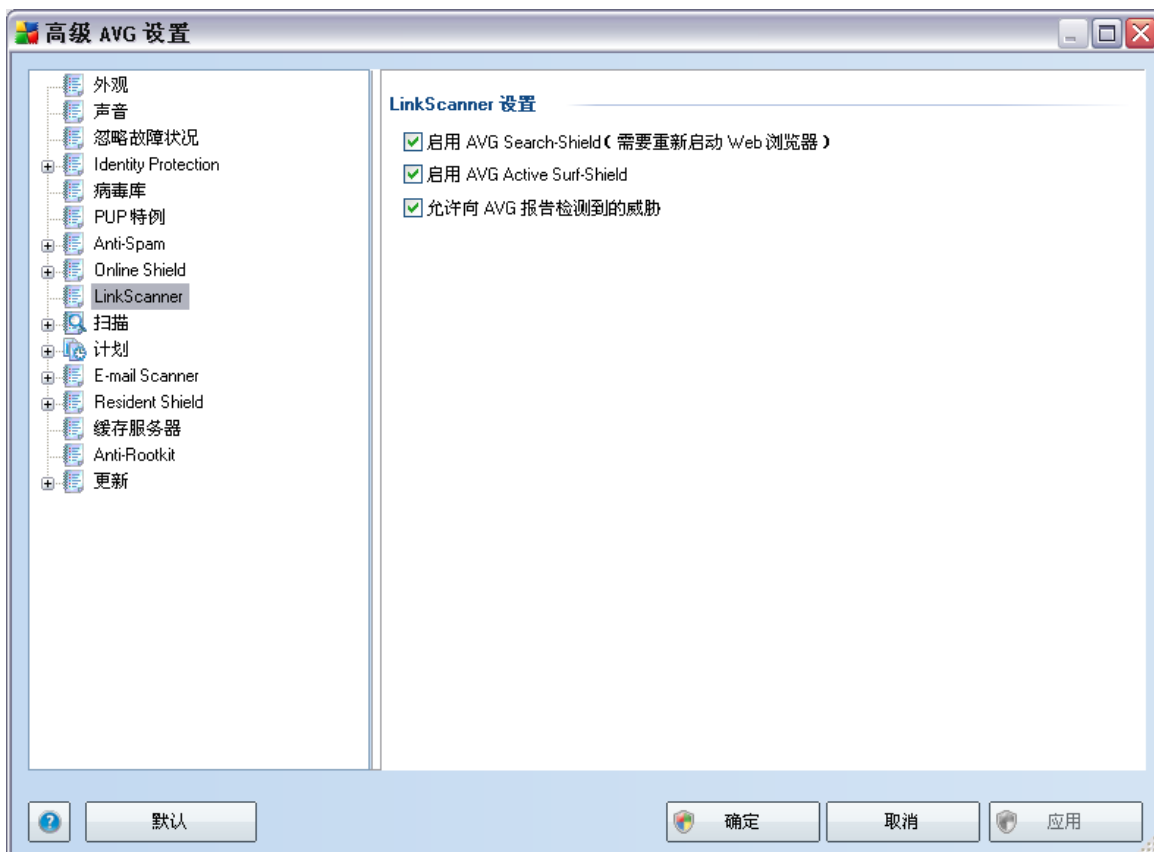 高级 AVG 设置
外观
声音
忽略故障状况
Identity Protection
病毒库
PUP 特例
Anti-Spam
Online Shield
LinkScanner
扫描
计划
E-mail Scanner
Resident Shield
缓存服务器
Anti-Rootkit
更新
LinkScanner 设置
启用 AVG Search-Shield（需要重新启动 Web 浏览器）
启用 AVG Active Surf-Shield
允许向 AVG 报告检测到的威胁
默认
确定
取消
应用